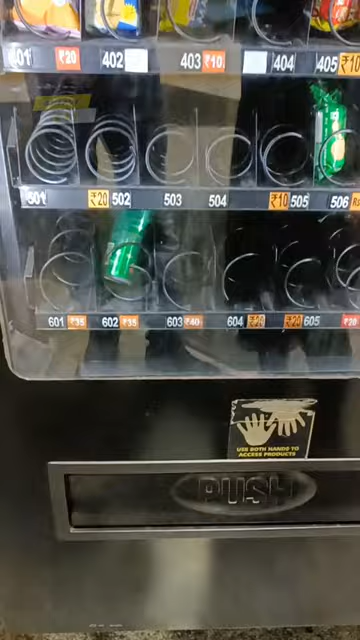 401 ₹20 402 403 ₹10 404 405 ₹10
501 ₹20 502 503 504 ₹10 505 506
601 ₹35 602 ₹35 603 ₹40 604 ₹20 ₹20 605 ₹20
USE BOTH HANDS TO
ACCESS PRODUCTS
PUSH